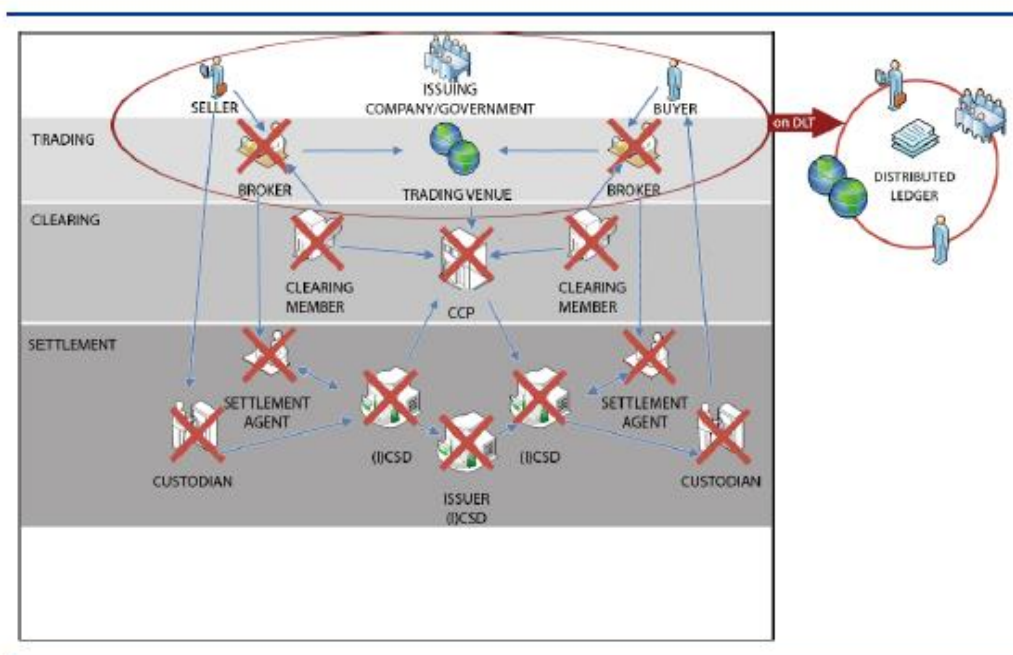 SELLER
ISSUING
COMPANY/GOVERNMENT
BUYER
on DLT
TRADING
BROKER
TRADING VENUE
BROKER
DISTRIBUTED
LEDGER
CLEARING
CLEARING
MEMBER
CCP
CLEARING
MEMBER
SETTLEMENT
SETTLEMENT
AGENT
SETTLEMENT
AGENT
(I)CSD
(I)CSD
CUSTODIAN
CUSTODIAN
ISSUER
(I)CSD